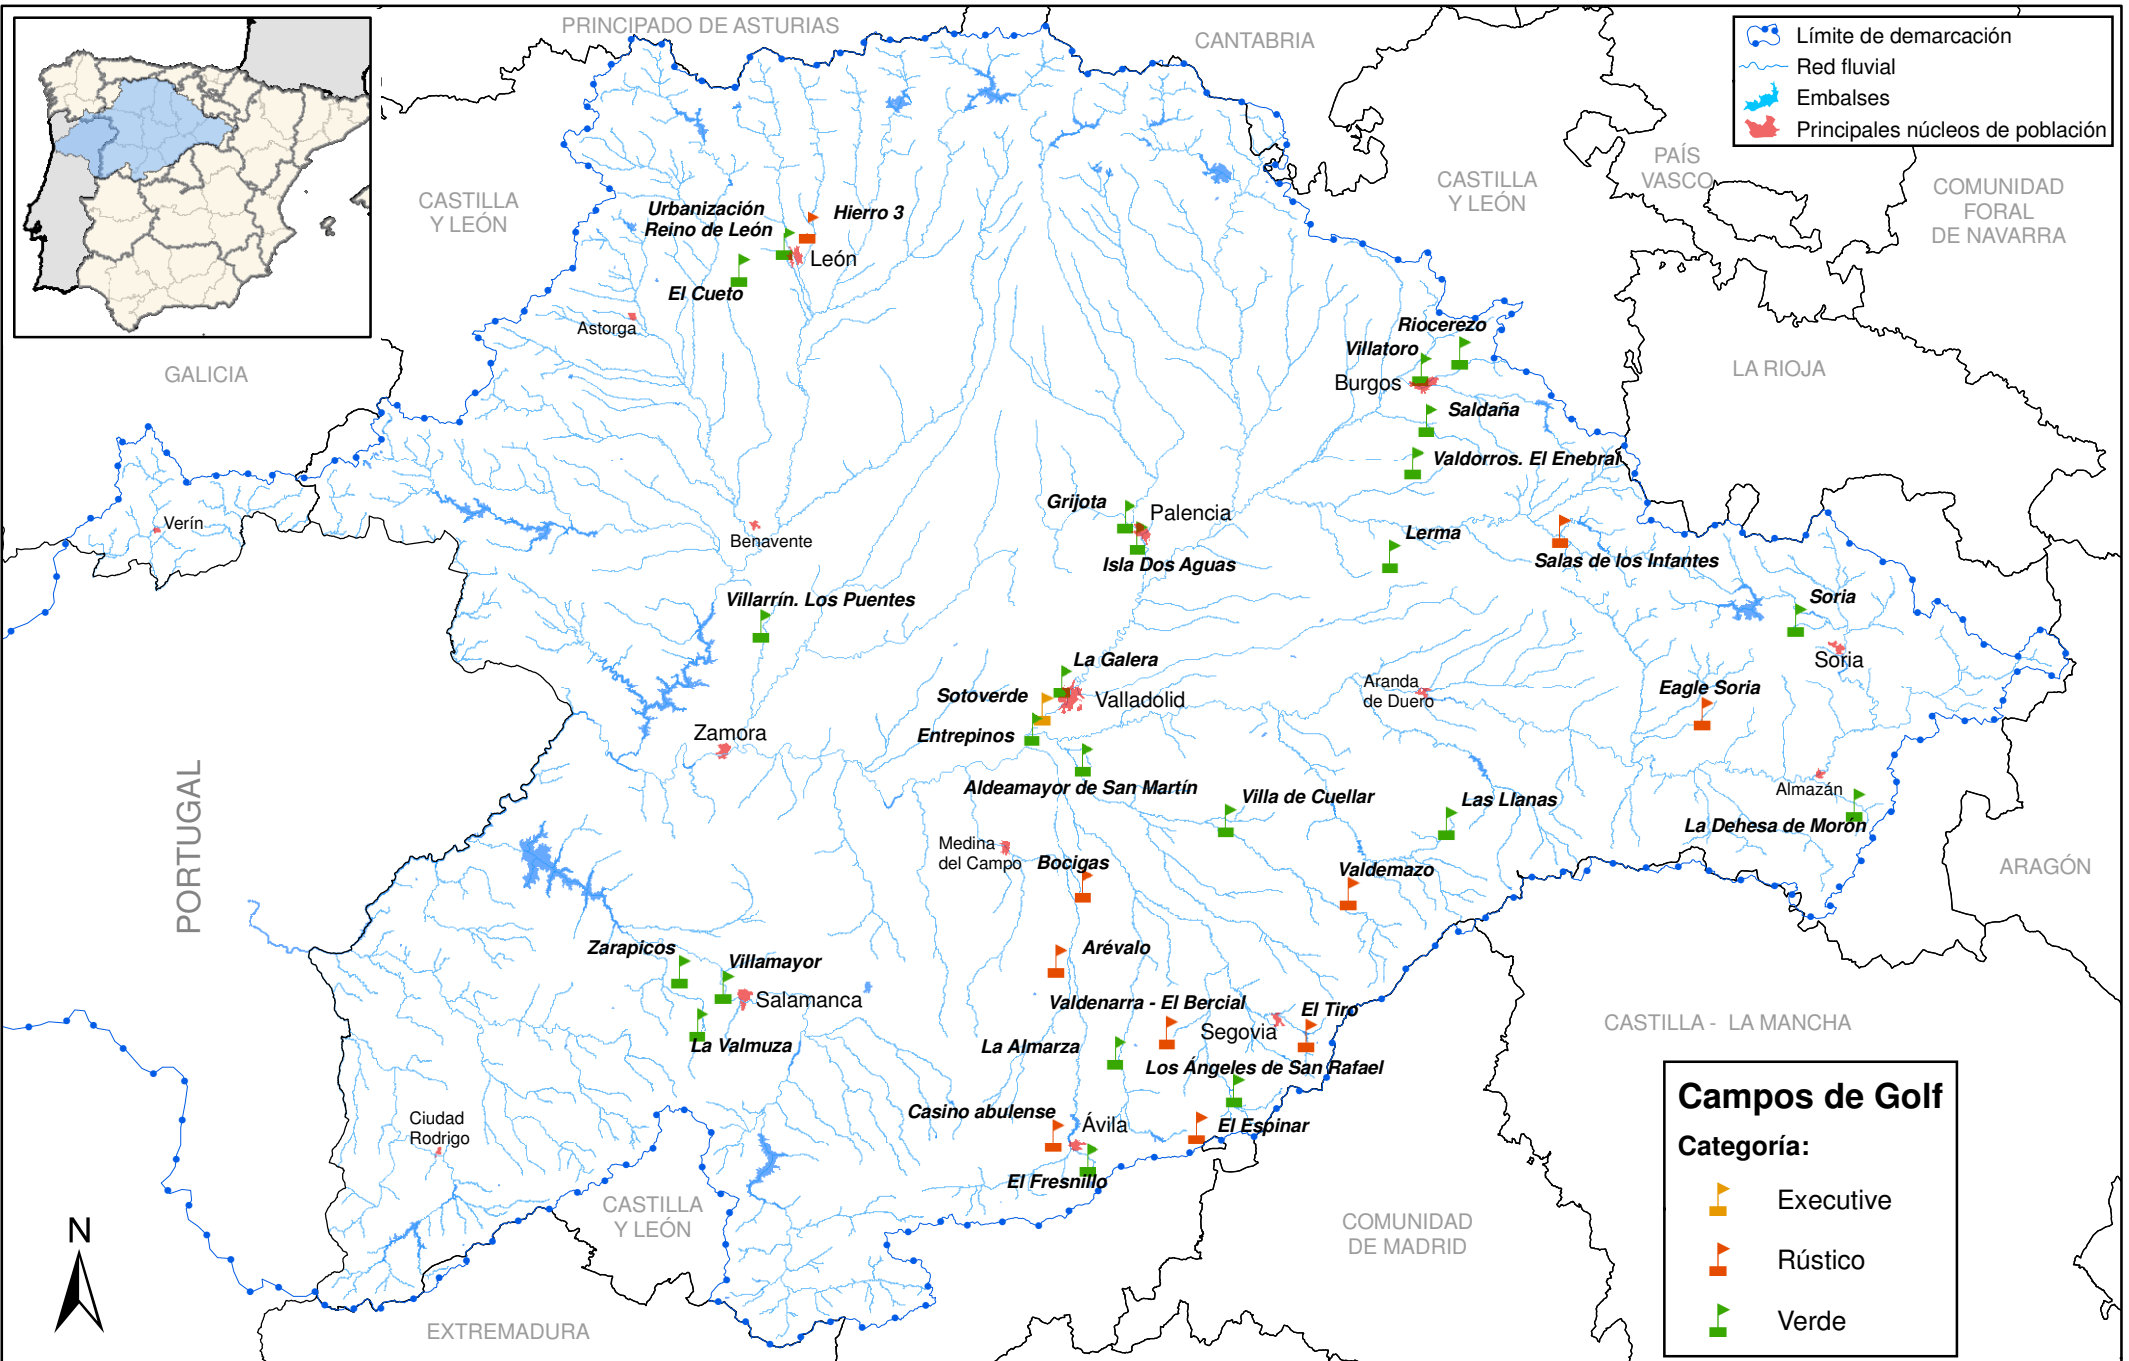 PRINCIPADO DE ASTURIAS
CANTABRIA
Límite de demarcación
Red fluvial
Embalses
Principales núcleos de población
PAÍS
VASCO
CASTILLA
Y LEÓN
COMUNIDAD
FORAL
DE NAVARRA
CASTILLA
Y LEÓN
Urbanización
Reino de León
Hierro 3
León
El Cueto
Astorga
GALICIA
Riocerezo
Villatoro
Burgos
LA RIOJA
Saldaña
Valdorros. El Enebral
Grijota
Palencia
Isla Dos Aguas
Lerma
Salas de los Infantes
Verín
Benavente
Villarrín. Los Puentes
Soria
Soria
La Galera
Sotoverde
Valladolid
Entrepinos
Aranda
de Duero
Eagle Soria
Zamora
Aldeamayor de San Martín
Villa de Cuellar
Las Llanas
Almazán
La Dehesa de Morón
PORTUGAL
Medina
del Campo
Bocigas
Valdemazo
ARAGÓN
Zarapicos
Villamayor
Salamanca
La Valmuza
Arévalo
Valdenarra - El Bercial
Segovia
El Tiro
La Almarza
Los Ángeles de San Rafael
CASTILLA - LA MANCHA
Casino abulense
Ávila
El Espinar
El Fresnillo
Ciudad
Rodrigo
CASTILLA
Y LEÓN
COMUNIDAD
DE MADRID
EXTREMADURA
N
Campos de Golf
Categoría:
Executive
Rústico
Verde